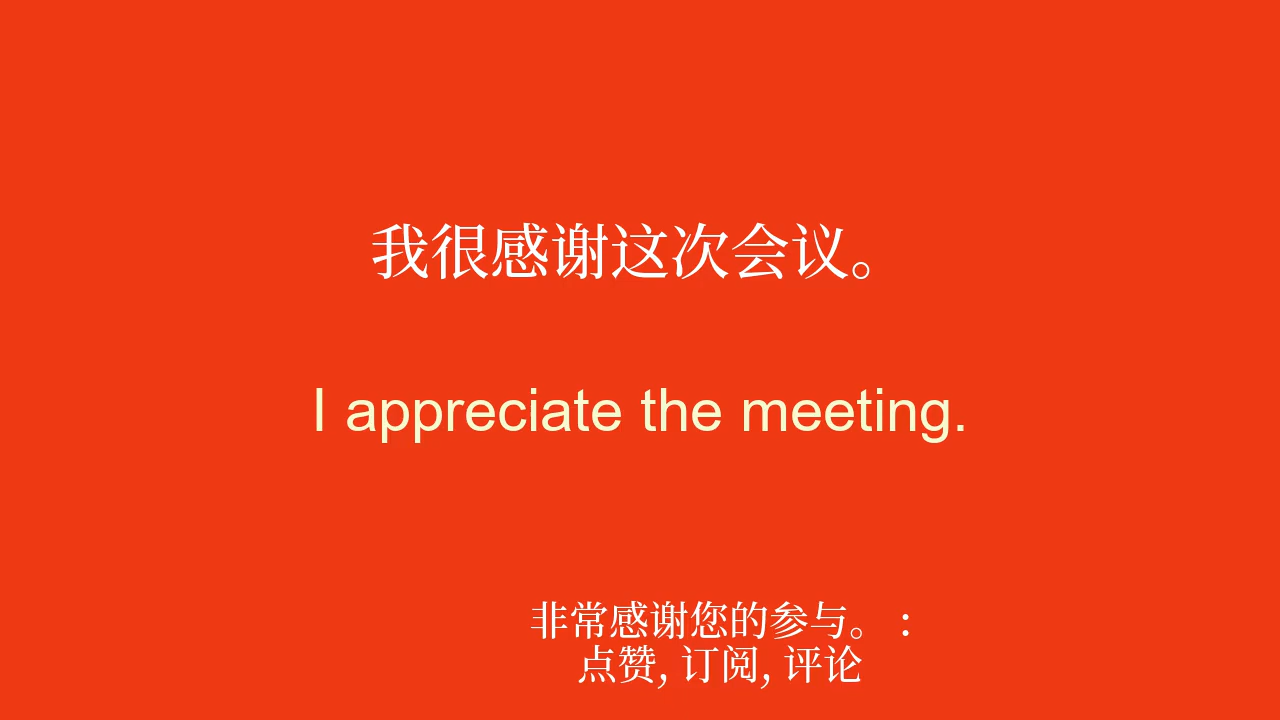 我很感谢这次会议。
I appreciate the meeting.
非常感谢您的参与。 :
点赞, 订阅, 评论